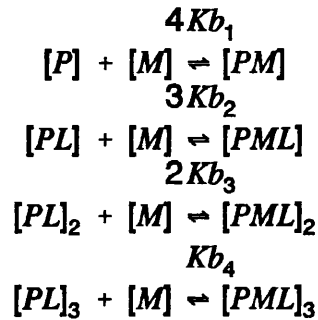 4Kb₁
[P] + [M] ⇌ [PM]
3Kb₂
[PL] + [M] ⇌ [PML]
2Kb₃
[PL]₂ + [M] ⇌ [PML]₂
Kb₄
[PL]₃ + [M] ⇌ [PML]₃